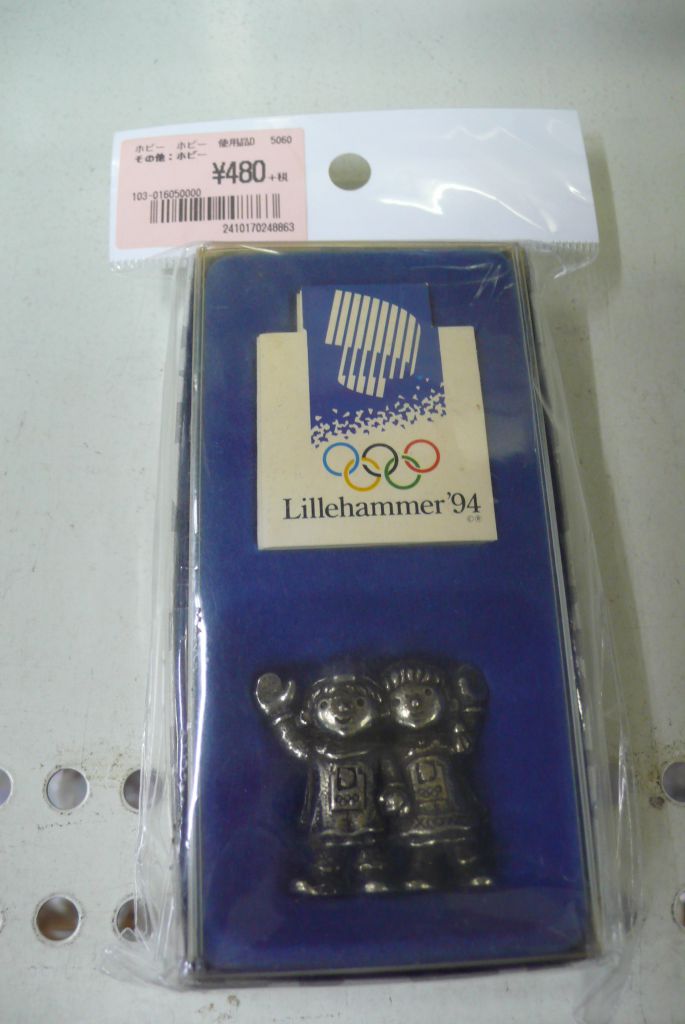 ホビー ホビー 使用品D 5060
その他：ホビー
¥480+税
103-016050000
2410170248863
Lillehammer'94
©®